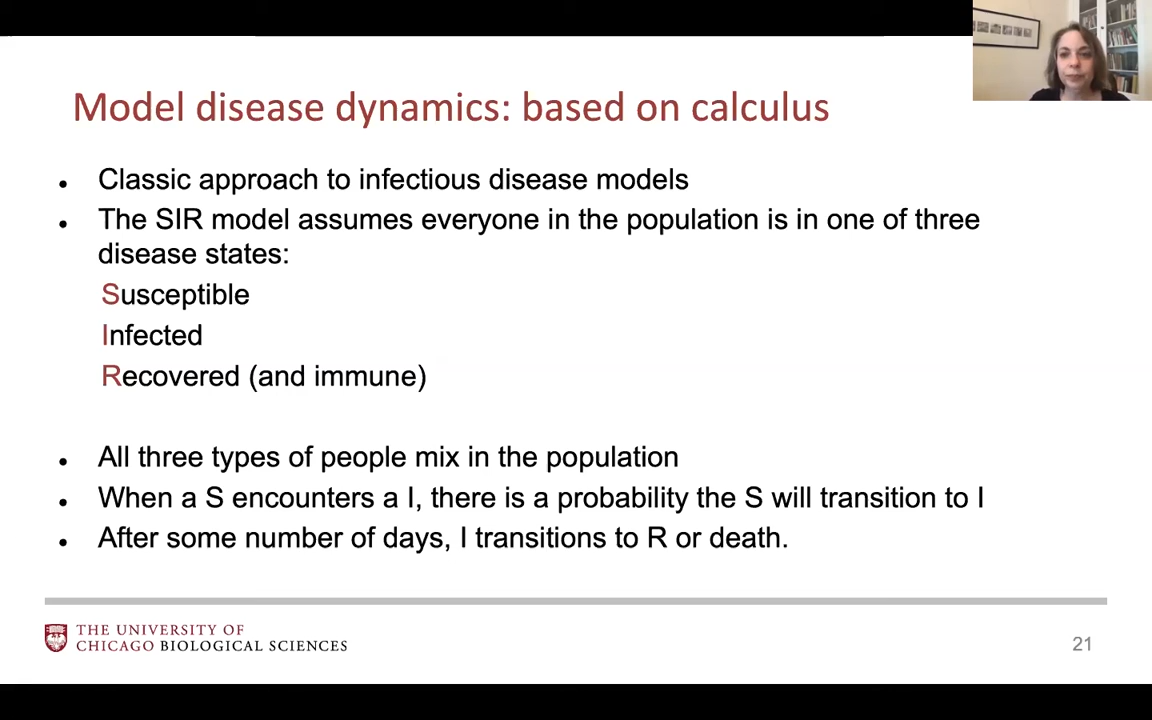 Model disease dynamics: based on calculus
• Classic approach to infectious disease models
• The SIR model assumes everyone in the population is in one of three
disease states:
Susceptible
Infected
Recovered (and immune)
• All three types of people mix in the population
• When a S encounters a I, there is a probability the S will transition to I
• After some number of days, I transitions to R or death.
THE UNIVERSITY OF
CHICAGO BIOLOGICAL SCIENCES
21